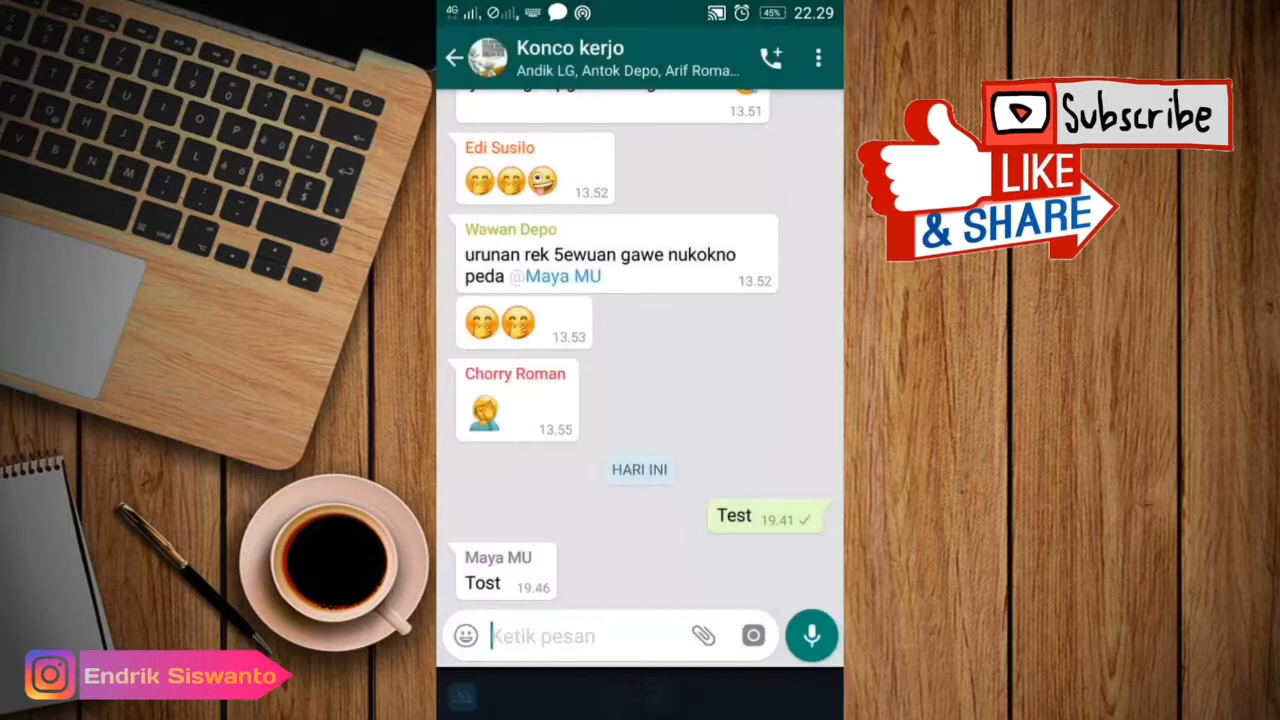 4G
45%
22.29
Konco kerjo
Andik LG, Antok Depo, Arif Roma...
13.51
Edi Susilo
🤭🤭🤪
13.52
Wawan Depo
urunan rek 5ewuan gawe nukokno
peda @Maya MU
13.52
🤭🤭
13.53
Chorry Roman
🤦
13.55
HARI INI
Test 19.41
Maya MU
Tost 19.46
Ketik pesan
Subscribe
LIKE
& SHARE
Endrik Siswanto